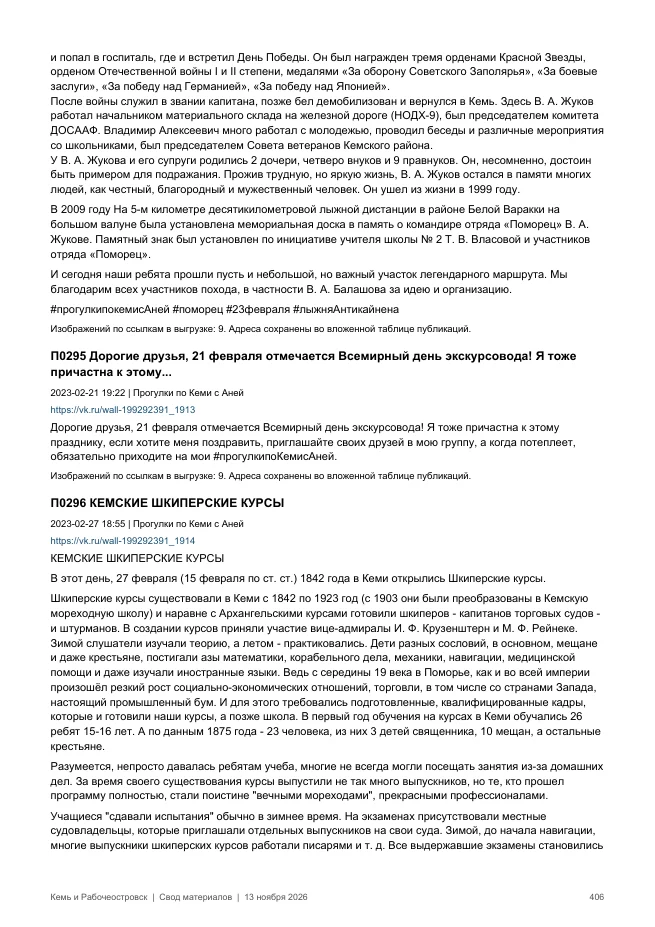 и попал в госпиталь, где и встретил День Победы. Он был награжден тремя орденами Красной Звезды,
орденом Отечественной войны I и II степени, медалями «За оборону Советского Заполярья», «За боевые
заслуги», «За победу над Германией», «За победу над Японией».
После войны служил в звании капитана, позже бел демобилизован и вернулся в Кемь. Здесь В. А. Жуков
работал начальником материального склада на железной дороге (НОДХ-9), был председателем комитета
ДОСААФ. Владимир Алексеевич много работал с молодежью, проводил беседы и различные мероприятия
со школьниками, был председателем Совета ветеранов Кемского района.
У В. А. Жукова и его супруги родились 2 дочери, четверо внуков и 9 правнуков. Он, несомненно, достоин
быть примером для подражания. Прожив трудную, но яркую жизнь, В. А. Жуков остался в памяти многих
людей, как честный, благородный и мужественный человек. Он ушел из жизни в 1999 году.
В 2009 году На 5-м километре десятикилометровой лыжной дистанции в районе Белой Варакки на
большом валуне была установлена мемориальная доска в память о командире отряда «Поморец» В. А.
Жукове. Памятный знак был установлен по инициативе учителя школы № 2 Т. В. Власовой и участников
отряда «Поморец».
И сегодня наши ребята прошли пусть и небольшой, но важный участок легендарного маршрута. Мы
благодарим всех участников похода, в частности В. А. Балашова за идею и организацию.
#прогулкипокемисАней #поморец #23февраля #лыжняАнтикайнена
Изображений по ссылкам в выгрузке: 9. Адреса сохранены во вложенной таблице публикаций.
П0295 Дорогие друзья, 21 февраля отмечается Всемирный день экскурсовода! Я тоже
причастна к этому...
2023-02-21 19:22 | Прогулки по Кеми с Аней
https://vk.ru/wall-199292391_1913
Дорогие друзья, 21 февраля отмечается Всемирный день экскурсовода! Я тоже причастна к этому
празднику, если хотите меня поздравить, приглашайте своих друзей в мою группу, а когда потеплеет,
обязательно приходите на мои #прогулкипоКемисАней.
Изображений по ссылкам в выгрузке: 9. Адреса сохранены во вложенной таблице публикаций.
П0296 КЕМСКИЕ ШКИПЕРСКИЕ КУРСЫ
2023-02-27 18:55 | Прогулки по Кеми с Аней
https://vk.ru/wall-199292391_1914
КЕМСКИЕ ШКИПЕРСКИЕ КУРСЫ
В этот день, 27 февраля (15 февраля по ст. ст.) 1842 года в Кеми открылись Шкиперские курсы.
Шкиперские курсы существовали в Кеми с 1842 по 1923 год (с 1903 они были преобразованы в Кемскую
мореходную школу) и наравне с Архангельскими курсами готовили шкиперов - капитанов торговых судов -
и штурманов. В создании курсов приняли участие вице-адмиралы И. Ф. Крузенштерн и М. Ф. Рейнеке.
Зимой слушатели изучали теорию, а летом - практиковались. Дети разных сословий, в основном, мещане
и даже крестьяне, постигали азы математики, корабельного дела, механики, навигации, медицинской
помощи и даже изучали иностранные языки. Ведь с середины 19 века в Поморье, как и во всей империи
произошёл резкий рост социально-экономических отношений, торговли, в том числе со странами Запада,
настоящий промышленный бум. И для этого требовались подготовленные, квалифицированные кадры,
которые и готовили наши курсы, а позже школа. В первый год обучения на курсах в Кеми обучались 26
ребят 15-16 лет. А по данным 1875 года - 23 человека, из них 3 детей священника, 10 мещан, а остальные
крестьяне.
Разумеется, непросто давалась ребятам учеба, многие не всегда могли посещать занятия из-за домашних
дел. За время своего существования курсы выпустили не так много выпускников, но те, кто прошел
программу полностью, стали поистине "вечными мореходами", прекрасными профессионалами.
Учащиеся "сдавали испытания" обычно в зимнее время. На экзаменах присутствовали местные
судовладельцы, которые приглашали отдельных выпускников на свои суда. Зимой, до начала навигации,
многие выпускники шкиперских курсов работали писарями и т. д. Все выдержавшие экзамены становились
Кемь и Рабочеостровск | Свод материалов | 13 ноября 2026
406